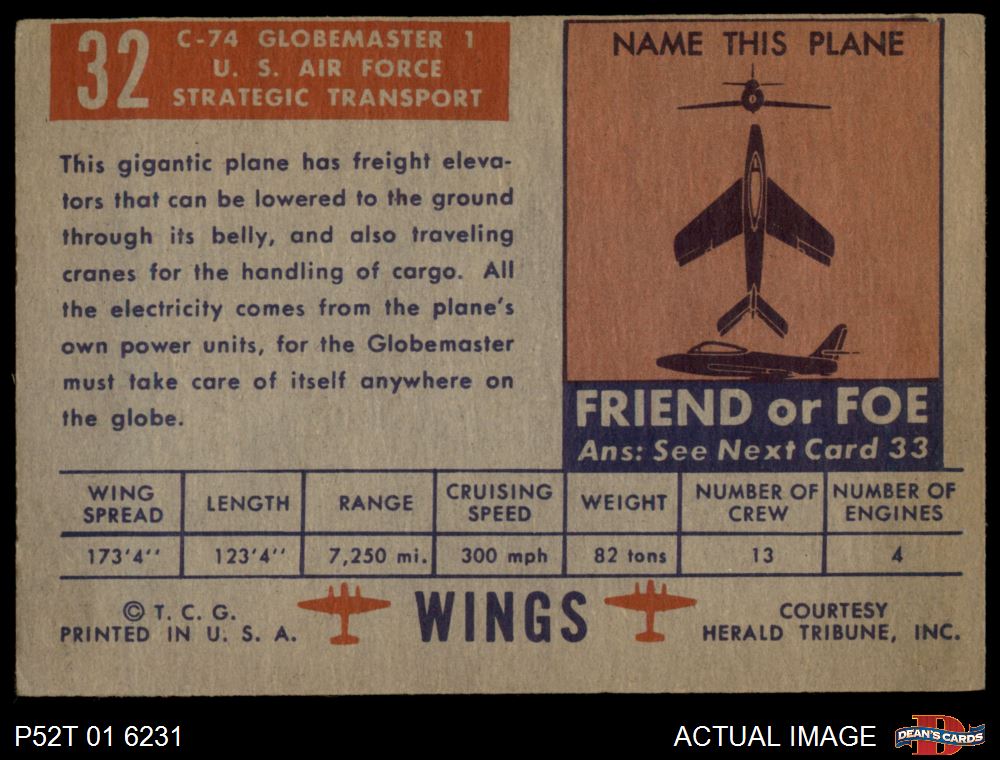 32
C-74 GLOBEMASTER 1
U. S. AIR FORCE
STRATEGIC TRANSPORT
This gigantic plane has freight eleva-
tors that can be lowered to the ground
through its belly, and also traveling
cranes for the handling of cargo. All
the electricity comes from the plane's
own power units, for the Globemaster
must take care of itself anywhere on
the globe.
NAME THIS PLANE
FRIEND or FOE
Ans: See Next Card 33
WING SPREAD LENGTH RANGE CRUISING SPEED WEIGHT NUMBER OF CREW NUMBER OF ENGINES
173'4'' 123'4'' 7,250 mi. 300 mph 82 tons 13 4
© T. C. G.
PRINTED IN U. S. A.
WINGS
COURTESY
HERALD TRIBUNE, INC.
P52T 01 6231
ACTUAL IMAGE
D
DEAN'S CARDS